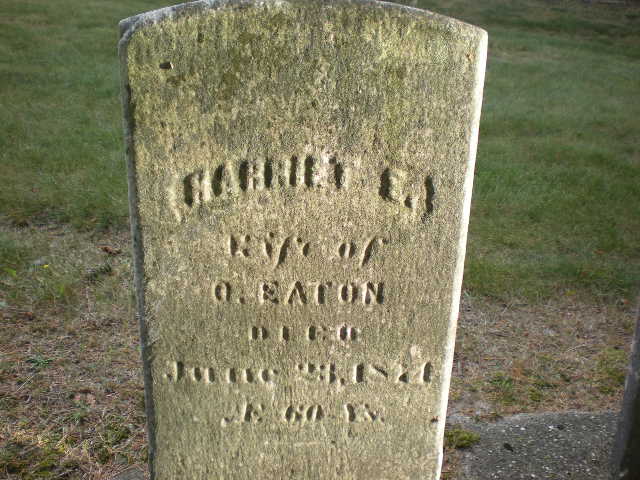 HARRIET E.
Wife of
O. EATON
DIED
June 23, 1871
Æ. 60 Ys.